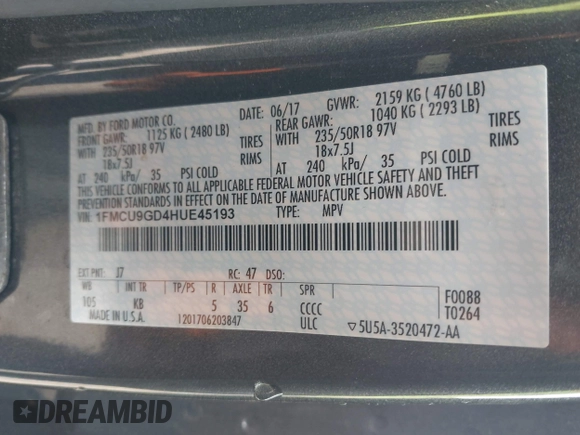 MFD. BY FORD MOTOR CO.
DATE: 06/17 GVWR: 2159 KG ( 4760 LB)
FRONT GAWR: 1125 KG ( 2480 LB) REAR GAWR: 1040 KG ( 2293 LB)
WITH 235/50R18 97V TIRES WITH 235/50R18 97V TIRES
18x7.5J RIMS 18x7.5J RIMS
AT 240 kPa/ 35 PSI COLD AT 240 kPa/ 35 PSI COLD
THIS VEHICLE CONFORMS TO ALL APPLICABLE FEDERAL MOTOR VEHICLE SAFETY AND THEFT
PREVENTION STANDARDS IN EFFECT ON THE DATE OF MANUFACTURE SHOWN ABOVE.
1FMCU9GD4HUE45193 TYPE: MPV
EXT PNT: J7 RC: 47 DSO:
WB INT TR TP/PS R AXLE TR SPR
105 KB 5 35 6 CCCC
F0088
T0264
MADE IN U.S.A. 1201706203847 ULC ▽5U5A-3520472-AA
DREAMBID